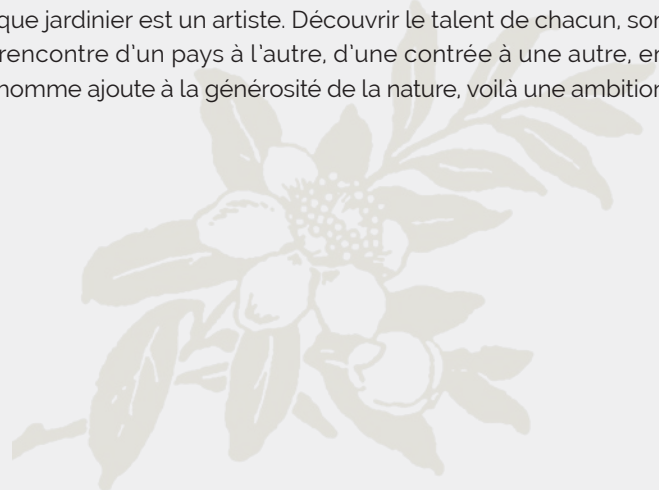 que jardinier est un artiste. Découvrir le talent de chacun, son
rencontre d'un pays à l'autre, d'une contrée à une autre, en
homme ajoute à la générosité de la nature, voilà une ambition